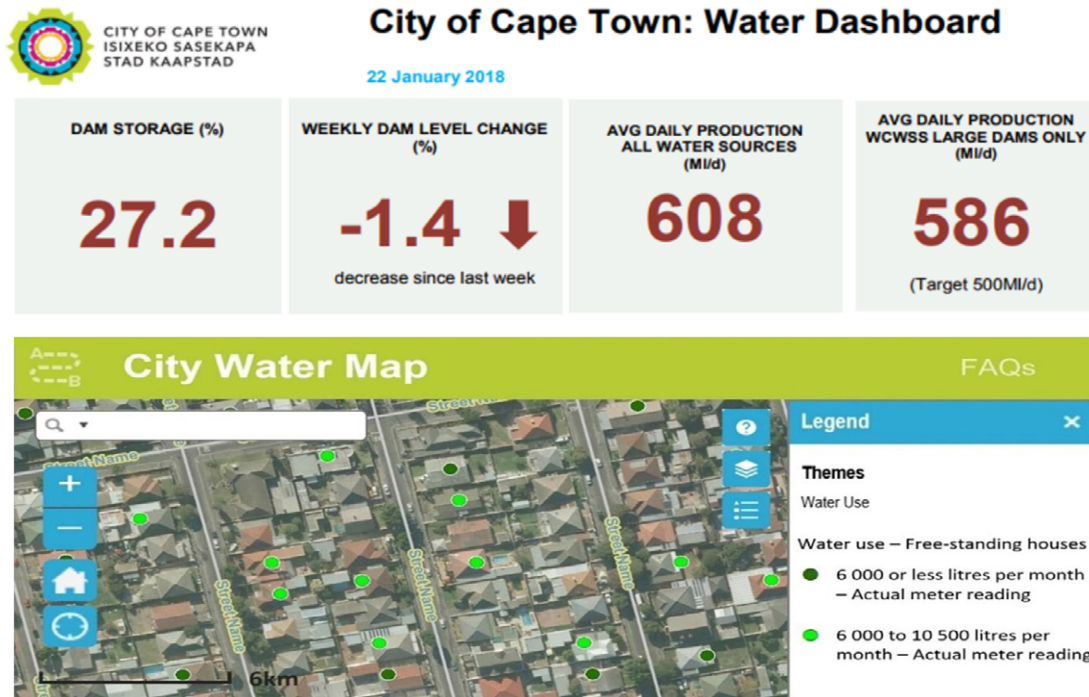 CITY OF CAPE TOWN
ISIXEKO SASEKAPA
STAD KAAPSTAD
City of Cape Town: Water Dashboard
22 January 2018
DAM STORAGE (%)
27.2
WEEKLY DAM LEVEL CHANGE
(%)
-1.4
decrease since last week
AVG DAILY PRODUCTION
ALL WATER SOURCES
(Ml/d)
608
AVG DAILY PRODUCTION
WCWSS LARGE DAMS ONLY
(Ml/d)
586
(Target 500Ml/d)
A
B
City Water Map
FAQs
Street Name
Street Name
Street Name
Street Name
Street Name
6km
?
+
−
Legend
×
Themes
Water Use
Water use – Free-standing houses
6 000 or less litres per month
– Actual meter reading
6 000 to 10 500 litres per
month – Actual meter reading